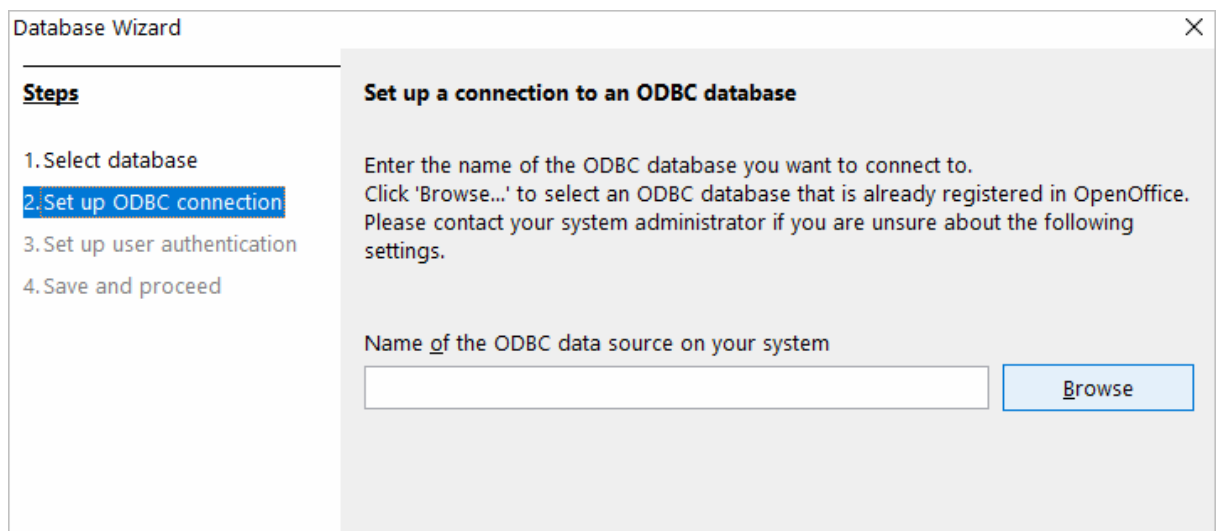 Database Wizard
Steps
1. Select database
2. Set up ODBC connection
3. Set up user authentication
4. Save and proceed
Set up a connection to an ODBC database
Enter the name of the ODBC database you want to connect to.
Click 'Browse...' to select an ODBC database that is already registered in OpenOffice.
Please contact your system administrator if you are unsure about the following
settings.
Name of the ODBC data source on your system
Browse